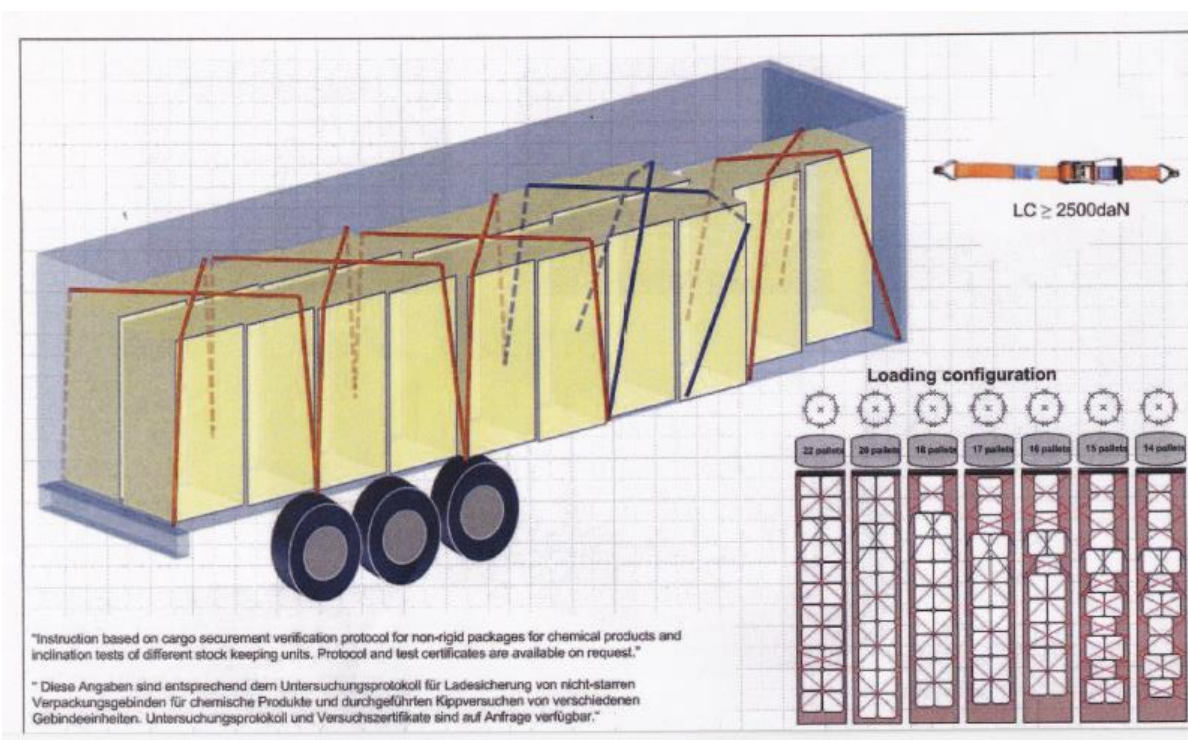 LC ≥ 2500daN
Loading configuration
22 pallets 20 pallets 18 pallets 17 pallets 16 pallets 15 pallets 14 pallets
"Instruction based on cargo securement verification protocol for non-rigid packages for chemical products and
inclination tests of different stock keeping units. Protocol and test certificates are available on request."
" Diese Angaben sind entsprechend dem Untersuchungsprotokoll für Ladesicherung von nicht-starren
Verpackungsgebinden für chemische Produkte und durchgeführten Kippversuchen von verschiedenen
Gebindeeinheiten. Untersuchungsprotokoll und Versuchszertifikate sind auf Anfrage verfügbar."